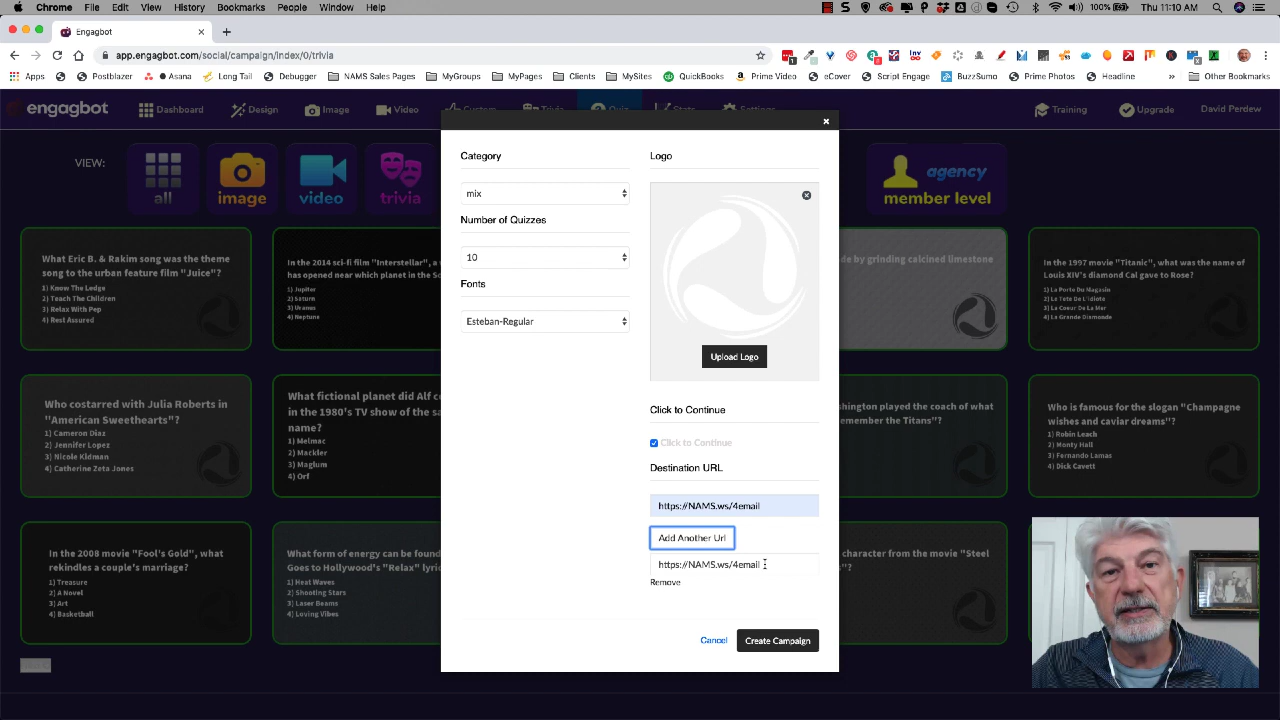 Chrome File Edit View History Bookmarks People Window Help
100% Thu 11:10 AM
Engagbot
app.engagbot.com/social/campaign/index/0/trivia
Apps Postblazer Asana Long Tail Debugger NAMS Sales Pages MyGroups MyPages Clients MySites QuickBooks Prime Video eCover Script Engage BuzzSumo Prime Photos Headline » Other Bookmarks
engagbot Dashboard Design Image Video Custom Trivia Quiz Stats Settings Training Upgrade David Perdew
VIEW:
all
image
video
trivia
agency
member level
Category
mix
Number of Quizzes
10
Fonts
Esteban-Regular
Logo
Upload Logo
Click to Continue
Click to Continue
Destination URL
https://NAMS.ws/4email
Add Another Url
https://NAMS.ws/4email
Remove
Cancel
Create Campaign
What Eric B. & Rakim song was the theme
song to the urban feature film "Juice"?
1) Know The Ledge
2) Teach The Children
3) Relax With Pep
4) Rest Assured
In the 2014 sci-fi film "Interstellar", a
has opened near which planet in the
1) Jupiter
2) Saturn
3) Uranus
4) Neptune
de by grinding calcined limestone
In the 1997 movie "Titanic", what was the name of
Louis XIV's diamond Cal gave to Rose?
1) La Porte Du Magasin
2) La Tete De L'idiote
3) La Coeur De La Mer
4) La Grande Diamonde
Who costarred with Julia Roberts in
"American Sweethearts"?
1) Cameron Diaz
2) Jennifer Lopez
3) Nicole Kidman
4) Catherine Zeta Jones
What fictional planet did Alf c
in the 1980's TV show of the sa
name?
1) Melmac
2) Mackler
3) Maglum
4) Orf
hington played the coach of what
emember the Titans"?
Who is famous for the slogan "Champagne
wishes and caviar dreams"?
1) Robin Leach
2) Monty Hall
3) Fernando Lamas
4) Dick Cavett
In the 2008 movie "Fool's Gold", what
rekindles a couple's marriage?
1) Treasure
2) A Novel
3) Art
4) Basketball
What form of energy can be found
Goes to Hollywood's "Relax" lyri
1) Heat Waves
2) Shooting Stars
3) Laser Beams
4) Loving Vibes
character from the movie "Steel